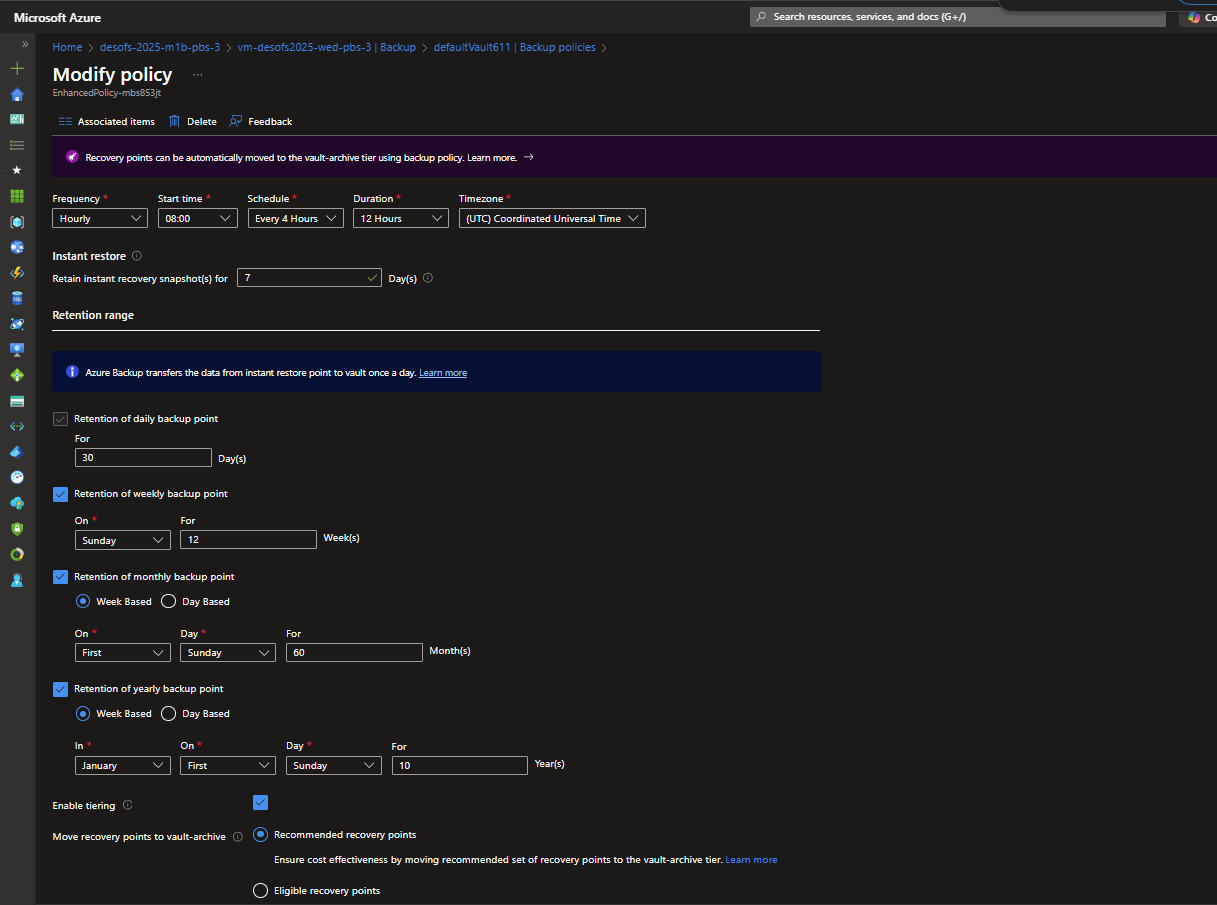 Microsoft Azure
Search resources, services, and docs (G+/)
Co
Home > desofs-2025-m1b-pbs-3 > vm-desofs2025-wed-pbs-3 | Backup > defaultVault611 | Backup policies >
Modify policy ...
EnhancedPolicy-mbs853jt
Associated items Delete Feedback
Recovery points can be automatically moved to the vault-archive tier using backup policy. Learn more. →
Frequency * Start time * Schedule * Duration * Timezone *
Hourly 08:00 Every 4 Hours 12 Hours (UTC) Coordinated Universal Time
Instant restore
Retain instant recovery snapshot(s) for 7 Day(s)
Retention range
Azure Backup transfers the data from instant restore point to vault once a day. Learn more
Retention of daily backup point
For
30 Day(s)
Retention of weekly backup point
On * For
Sunday 12 Week(s)
Retention of monthly backup point
Week Based Day Based
On * Day * For
First Sunday 60 Month(s)
Retention of yearly backup point
Week Based Day Based
In * On * Day * For
January First Sunday 10 Year(s)
Enable tiering
Move recovery points to vault-archive Recommended recovery points
Ensure cost effectiveness by moving recommended set of recovery points to the vault-archive tier. Learn more
Eligible recovery points